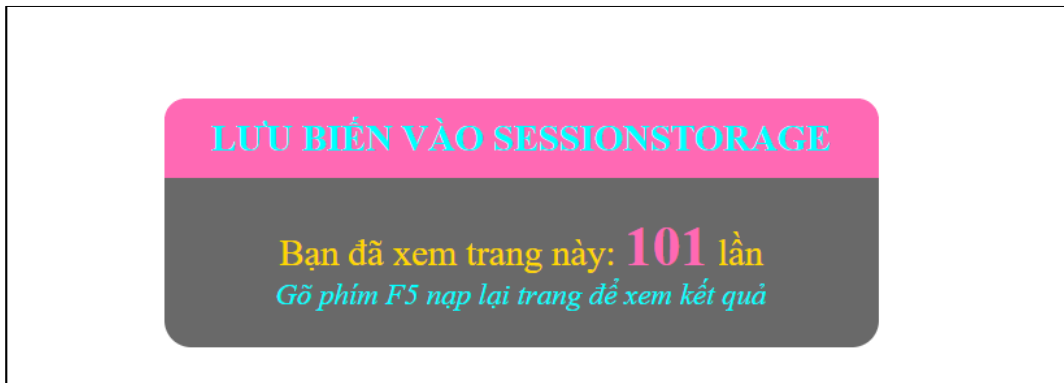 LƯU BIẾN VÀO SESSIONSTORAGE
Bạn đã xem trang này: 101 lần
Gõ phím F5 nạp lại trang để xem kết quả